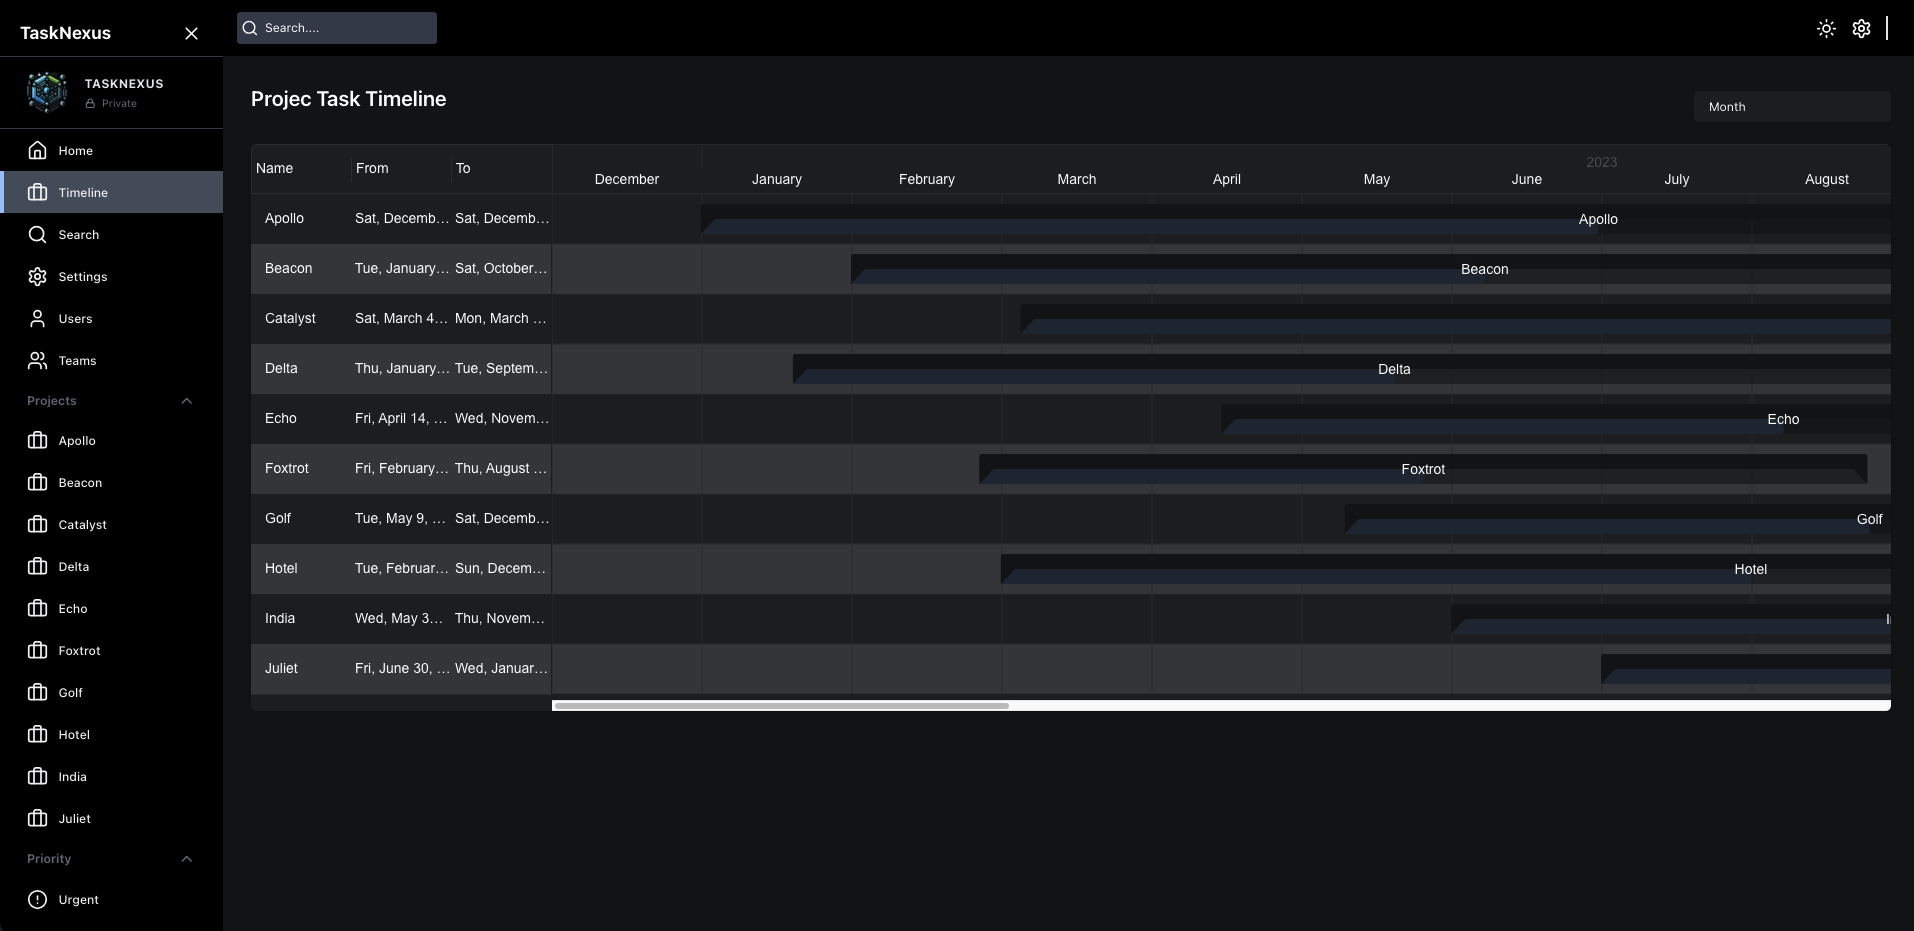 TaskNexus
Search....
TASKNEXUS
Private
Home
Timeline
Search
Settings
Users
Teams
Projects
Apollo
Beacon
Catalyst
Delta
Echo
Foxtrot
Golf
Hotel
India
Juliet
Priority
Urgent
Projec Task Timeline
Month
Name From To
2023
December January February March April May June July August
Apollo Sat, Decemb... Sat, Decemb... Apollo
Beacon Tue, January... Sat, October... Beacon
Catalyst Sat, March 4... Mon, March ...
Delta Thu, January... Tue, Septem... Delta
Echo Fri, April 14, ... Wed, Novem... Echo
Foxtrot Fri, February... Thu, August ... Foxtrot
Golf Tue, May 9, ... Sat, Decemb... Golf
Hotel Tue, Februar... Sun, Decem... Hotel
India Wed, May 3... Thu, Novem...
Juliet Fri, June 30, ... Wed, Januar...